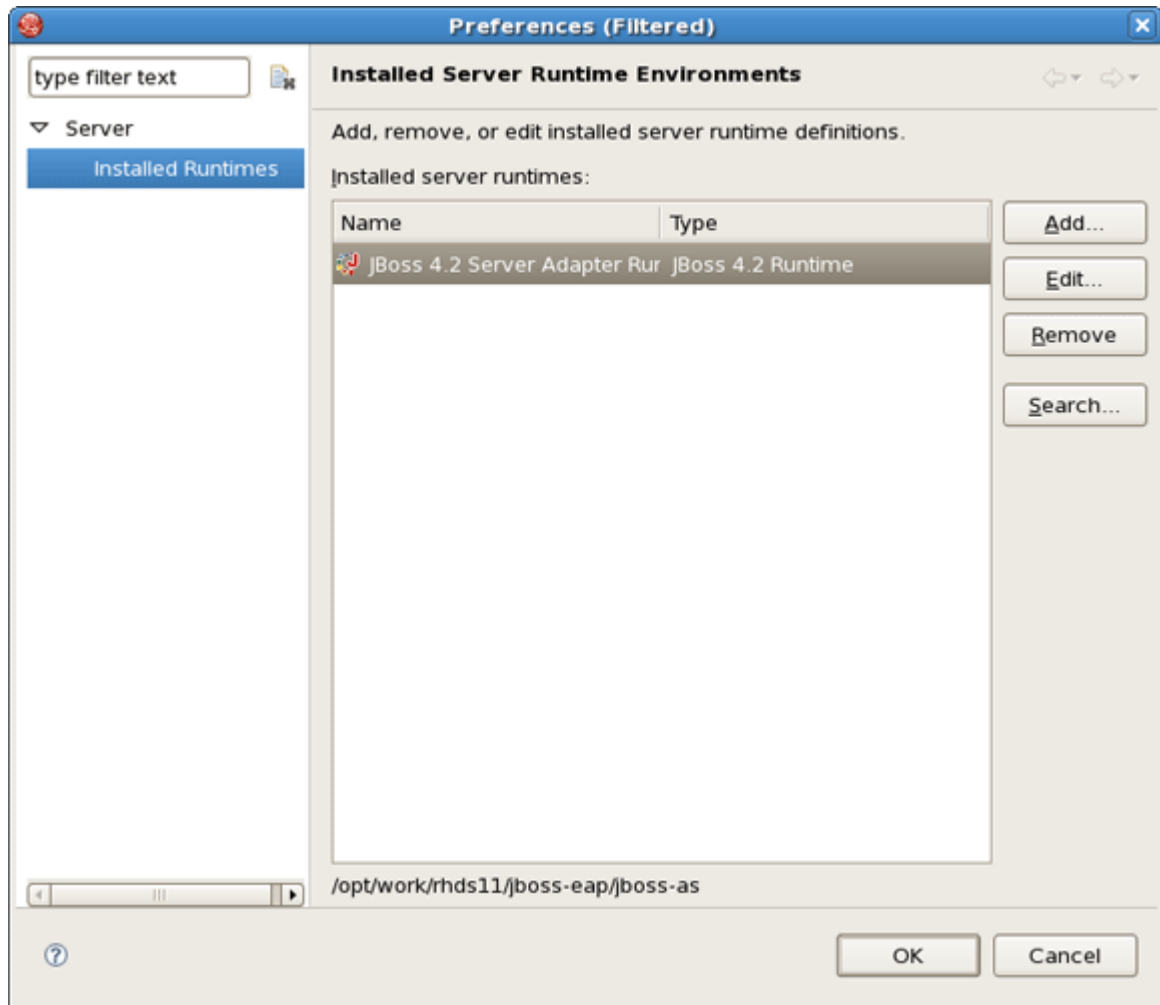 Preferences (Filtered)
type filter text
Server
Installed Runtimes
Installed Server Runtime Environments
Add, remove, or edit installed server runtime definitions.
Installed server runtimes:
Name Type
JBoss 4.2 Server Adapter Rur JBoss 4.2 Runtime
Add...
Edit...
Remove
Search...
/opt/work/rhds11/jboss-eap/jboss-as
OK Cancel